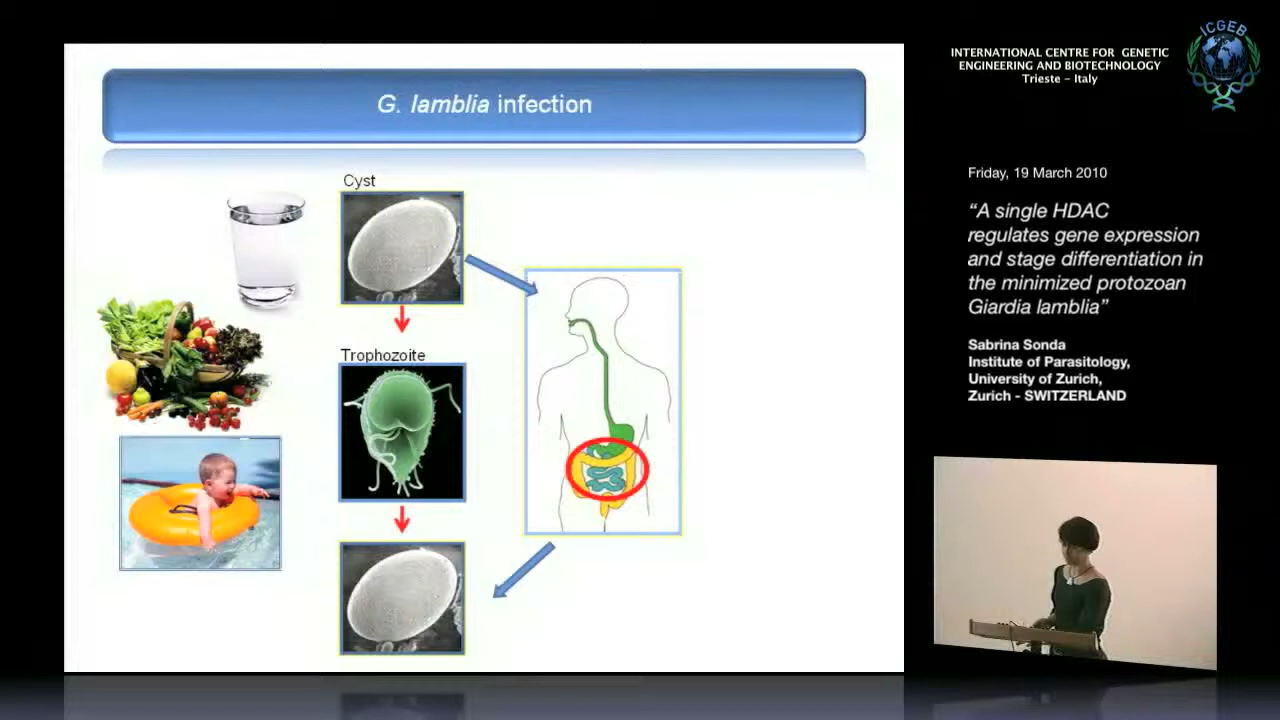 G. lamblia infection
Cyst
Trophozoite
ICGEB
INTERNATIONAL CENTRE FOR GENETIC
ENGINEERING AND BIOTECHNOLOGY
Trieste - Italy
Friday, 19 March 2010
“A single HDAC
regulates gene expression
and stage differentiation in
the minimized protozoan
Giardia lamblia”
Sabrina Sonda
Institute of Parasitology,
University of Zurich,
Zurich - SWITZERLAND